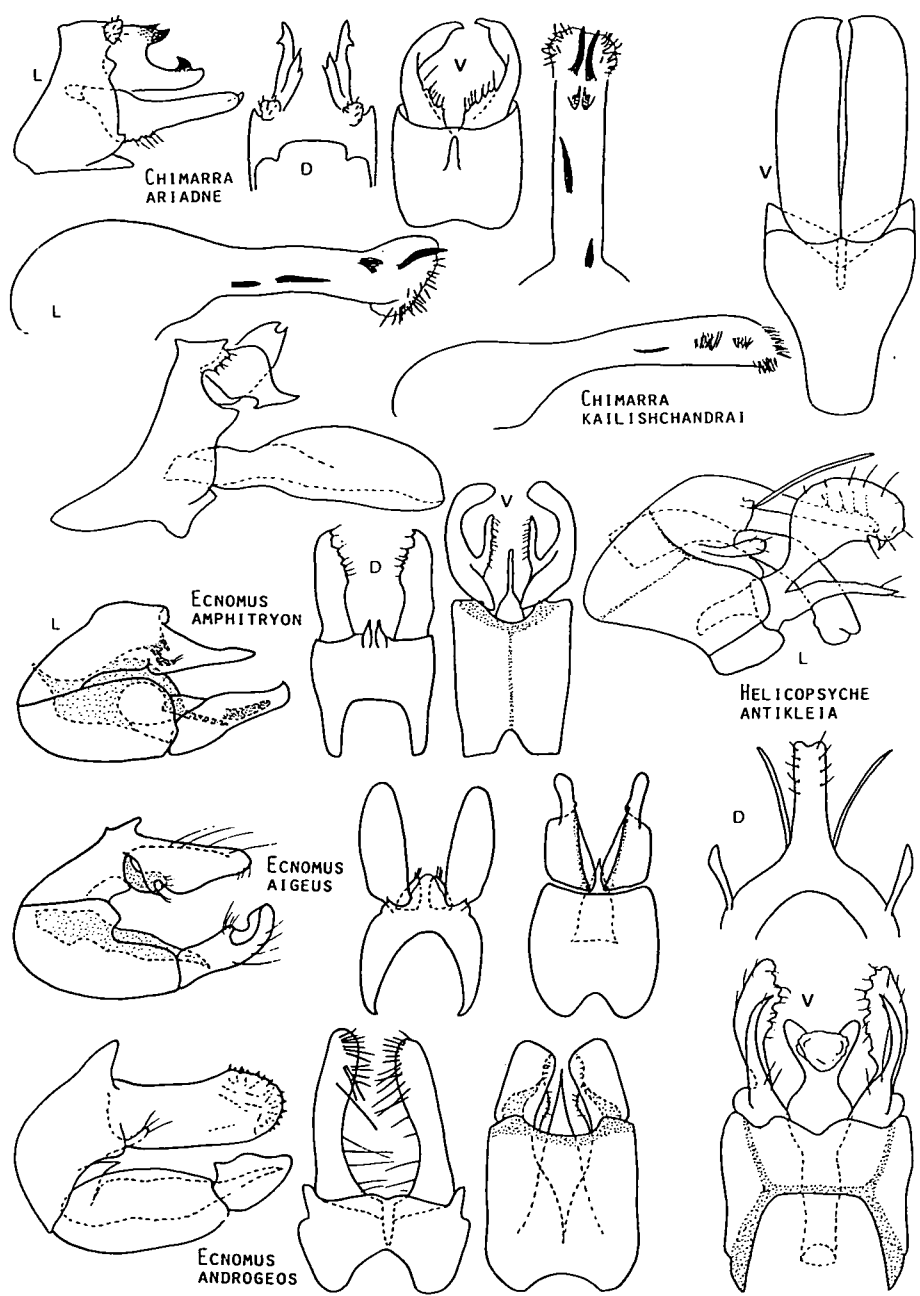 L
V
CHIMARRA
ARIADNE
D
V
L
CHIMARRA
KAILISHCHANDRAI
V
ECNOMUS
AMPHITRYON
L
D
L
HELICOPSYCHE
ANTIKLEIA
D
ECNOMUS
AIGEUS
V
ECNOMUS
ANDROGEOS